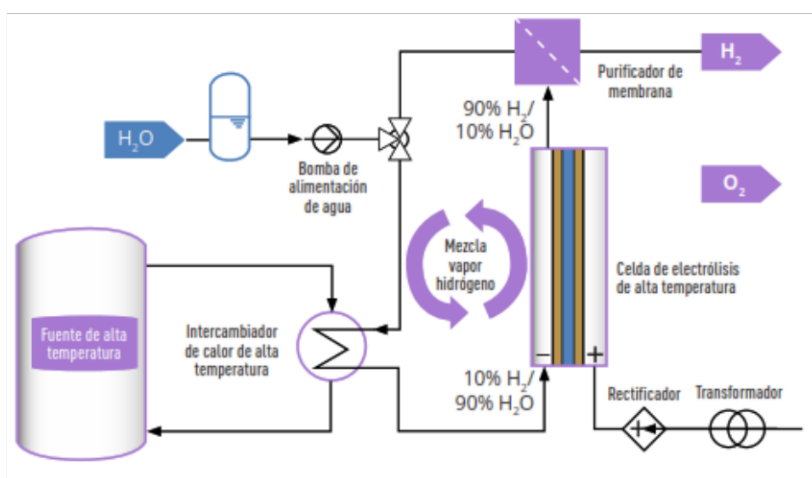 H₂
Purificador de
membrana
90% H₂/
10% H₂O
H₂O
Bomba de
alimentación
de agua
O₂
Mezcla
vapor
hidrógeno
Celda de electrólisis
de alta temperatura
Fuente de alta
temperatura
Intercambiador
de calor de alta
temperatura
− +
10% H₂/
90% H₂O
Rectificador
Transformador